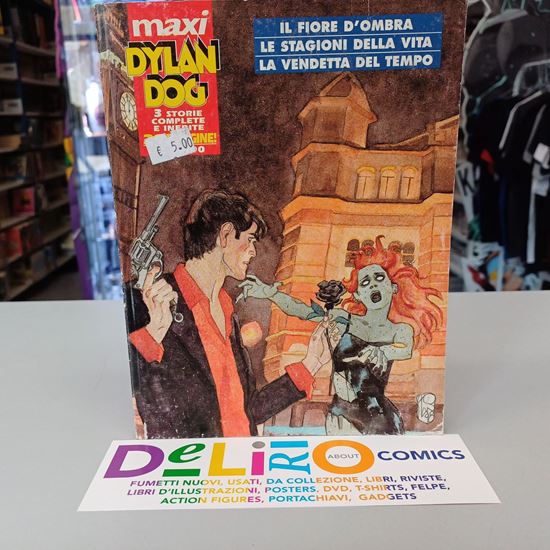 maxi
DYLAN
DOG
3 STORIE
COMPLETE
E INEDITE
€ 5.00
IL FIORE D'OMBRA
LE STAGIONI DELLA VITA
LA VENDETTA DEL TEMPO
DELIRIO
ABOUT
COMICS
FUMETTI NUOVI, USATI, DA COLLEZIONE, LIBRI, RIVISTE,
LIBRI D'ILLUSTRAZIONI, POSTERS, DVD, T-SHIRTS, FELPE,
ACTION FIGURES, PORTACHIAVI, GADGETS